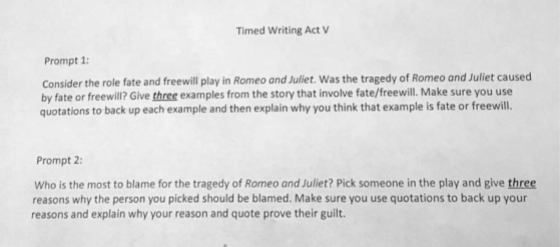 Timed Writing Act V
Prompt 1:
Consider the role fate and freewill play in Romeo and Juliet. Was the tragedy of Romeo and Juliet caused
by fate or freewill? Give three examples from the story that involve fate/freewill. Make sure you use
quotations to back up each example and then explain why you think that example is fate or freewill.
Prompt 2:
Who is the most to blame for the tragedy of Romeo and Juliet? Pick someone in the play and give three
reasons why the person you picked should be blamed. Make sure you use quotations to back up your
reasons and explain why your reason and quote prove their guilt.